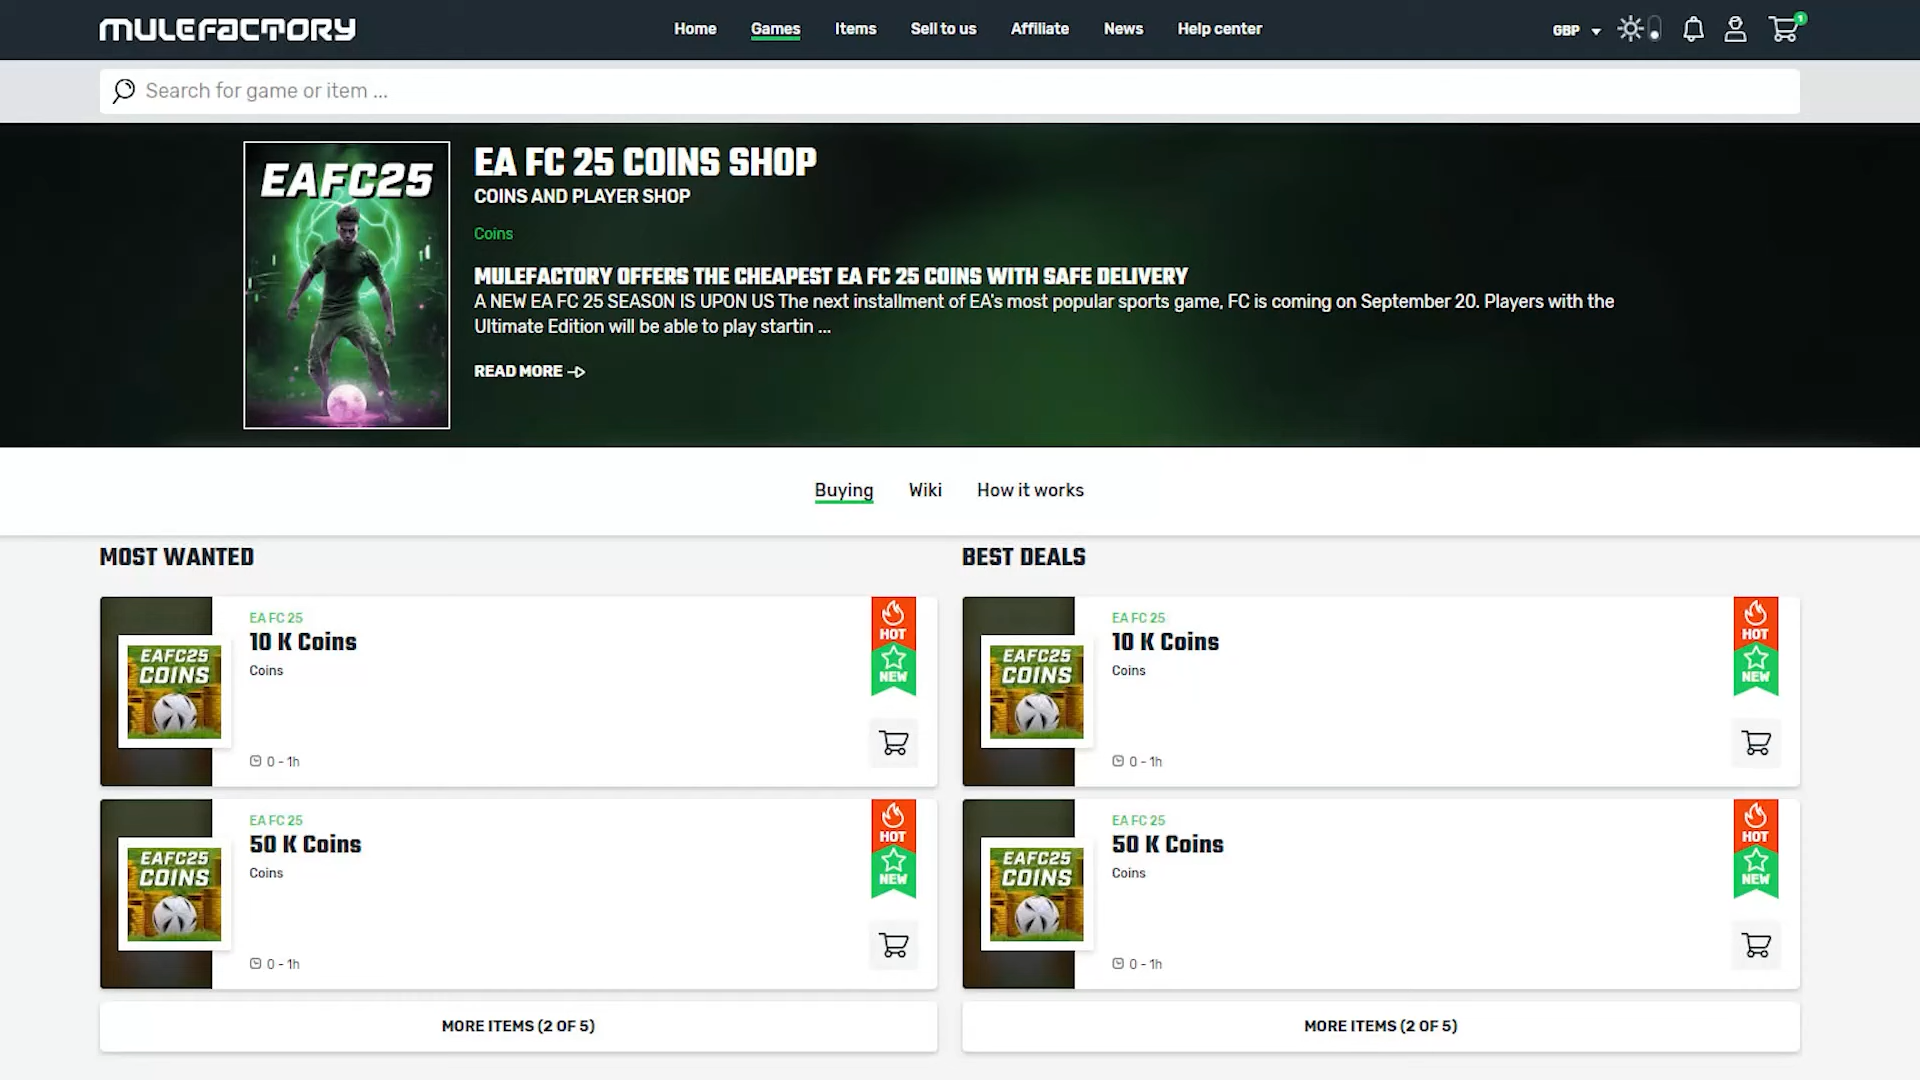 MULEFACTORY
Home Games Items Sell to us Affiliate News Help center
GBP
1
Search for game or item ...
EAFC25
EA FC 25 COINS SHOP
COINS AND PLAYER SHOP
Coins
MULEFACTORY OFFERS THE CHEAPEST EA FC 25 COINS WITH SAFE DELIVERY
A NEW EA FC 25 SEASON IS UPON US The next installment of EA's most popular sports game, FC is coming on September 20. Players with the
Ultimate Edition will be able to play startin ...
READ MORE
Buying Wiki How it works
MOST WANTED
EAFC25
COINS
EA FC 25
10 K Coins
Coins
0 - 1h
HOT
NEW
EAFC25
COINS
EA FC 25
50 K Coins
Coins
0 - 1h
HOT
NEW
MORE ITEMS (2 OF 5)
BEST DEALS
EAFC25
COINS
EA FC 25
10 K Coins
Coins
0 - 1h
HOT
NEW
EAFC25
COINS
EA FC 25
50 K Coins
Coins
0 - 1h
HOT
NEW
MORE ITEMS (2 OF 5)